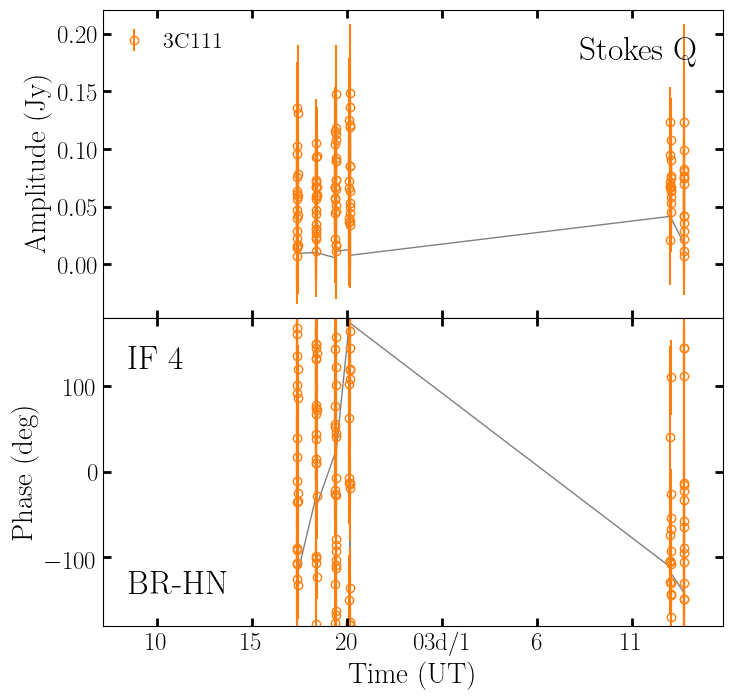 3C111
Stokes Q
Amplitude (Jy)
0.20
0.15
0.10
0.05
0.00
IF 4
BR-HN
Phase (deg)
100
0
−100
10 15 20 03d/1 6 11
Time (UT)